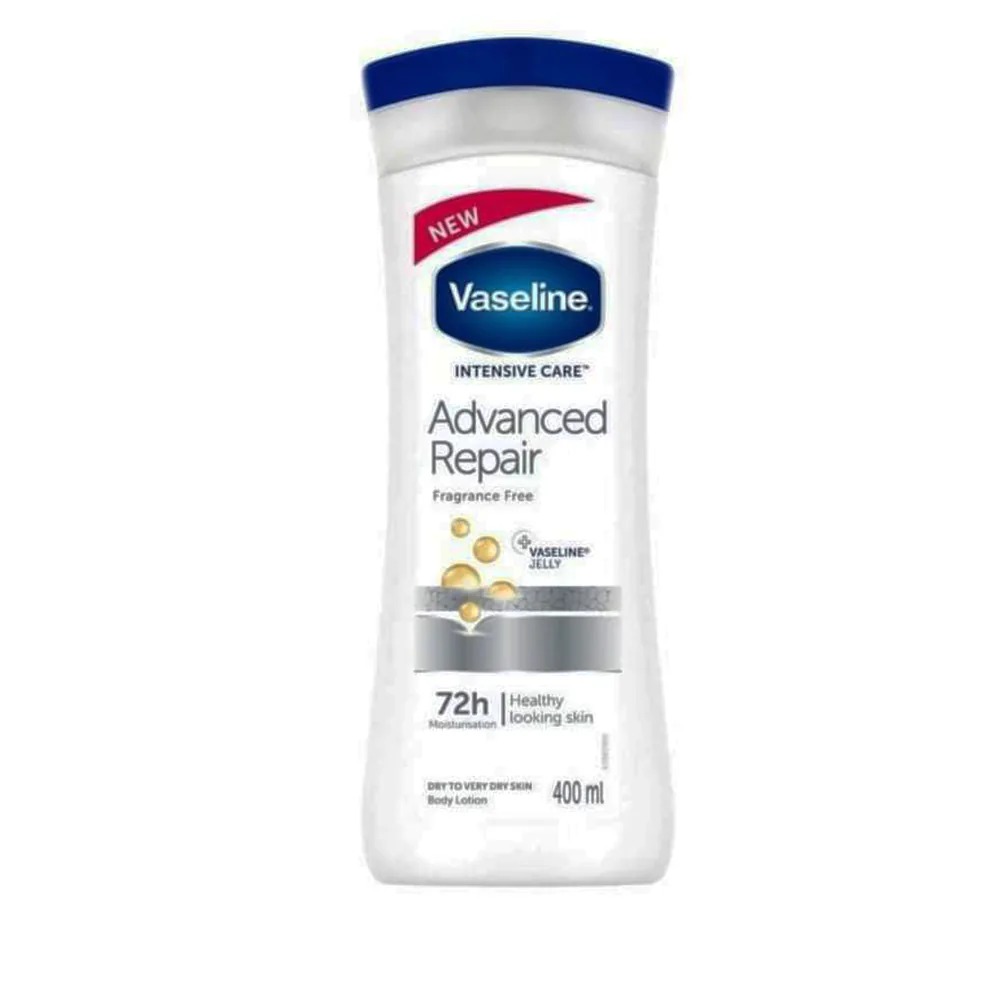 NEW
Vaseline®
INTENSIVE CARE™
Advanced
Repair
Fragrance Free
VASELINE®
JELLY
72h
Moisturisation
Healthy
looking skin
DRY TO VERY DRY SKIN
Body Lotion
400 ml